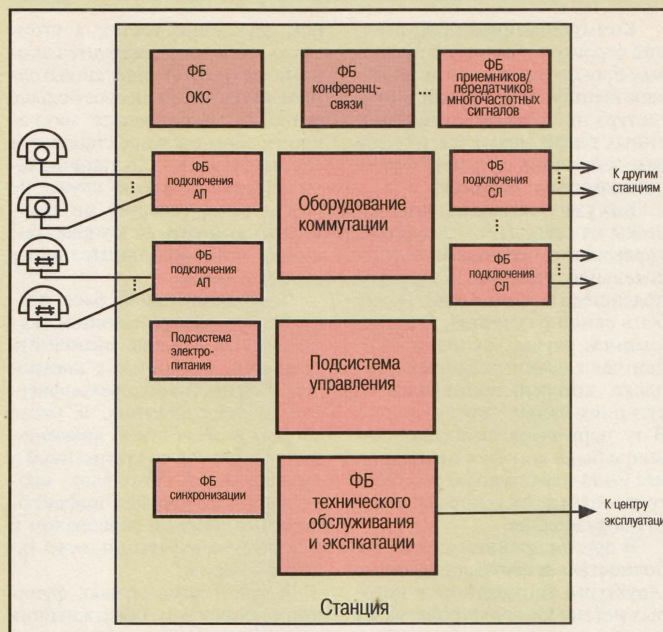 ФБ
ОКС
ФБ
конференц-
связи
...
ФБ
приемников/
передатчиков
многочастотных
сигналов
ФБ
подключения
АП
Оборудование
коммутации
ФБ
подключения
СЛ
К другим
станциям
ФБ
подключения
АП
ФБ
подключения
СЛ
Подсистема
электро-
питания
Подсистема
управления
ФБ
синхронизации
ФБ
технического
обслуживания
и экспкатации
К центру
эксплуатаци
Станция